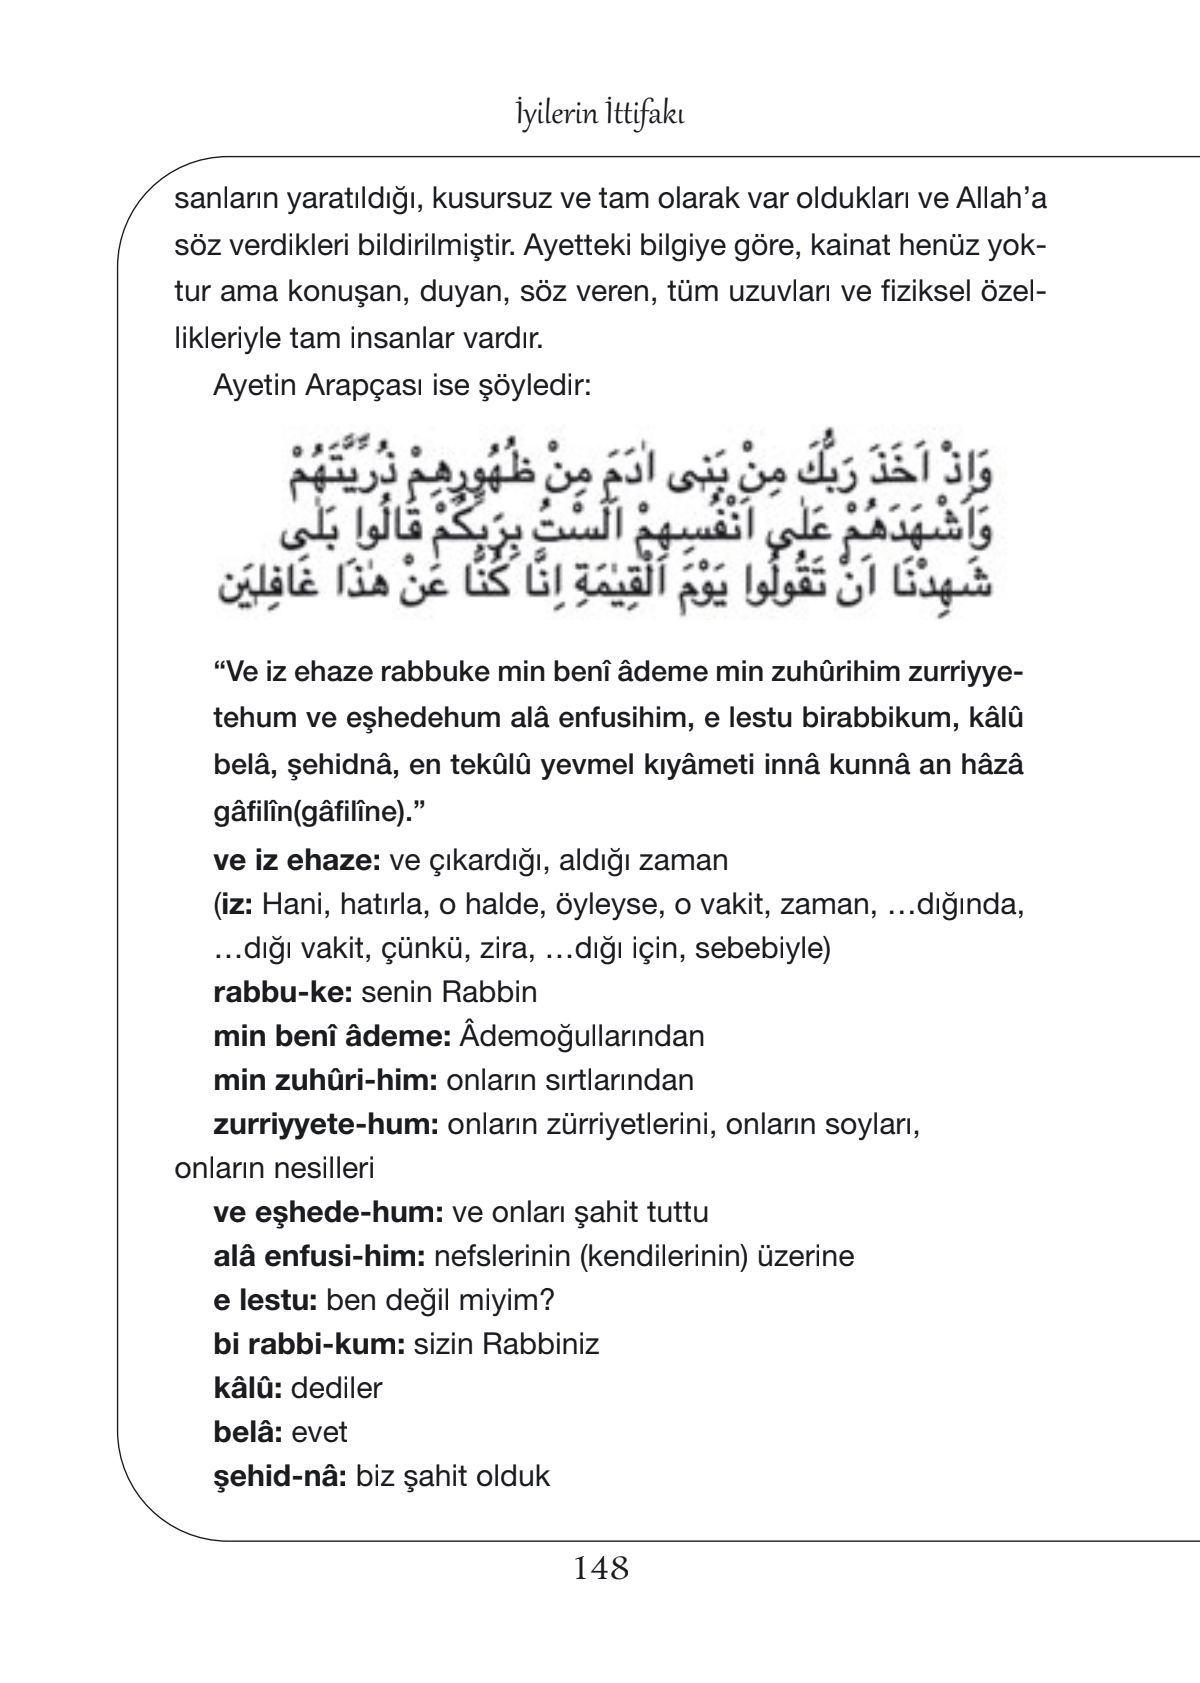 İyilerin İttifakı
sanların yaratıldığı, kusursuz ve tam olarak var oldukları ve Allah’a
söz verdikleri bildirilmiştir. Ayetteki bilgiye göre, kainat henüz yok-
tur ama konuşan, duyan, söz veren, tüm uzuvları ve fiziksel özel-
likleriyle tam insanlar vardır.
Ayetin Arapçası ise şöyledir:
وَاِذْ اَخَذَ رَبُّكَ مِنْ بَنٖى اٰدَمَ مِنْ ظُهُورِهِمْ ذُرِّيَّتَهُمْ
وَاَشْهَدَهُمْ عَلٰى اَنْفُسِهِمْ اَلَسْتُ بِرَبِّكُمْ قَالُوا بَلٰى
شَهِدْنَا اَنْ تَقُولُوا يَوْمَ الْقِيٰمَةِ اِنَّا كُنَّا عَنْ هٰذَا غَافِلٖينَ
“Ve iz ehaze rabbuke min benî âdeme min zuhûrihim zurriyye-
tehum ve eşhedehum alâ enfusihim, e lestu birabbikum, kâlû
belâ, şehidnâ, en tekûlû yevmel kıyâmeti innâ kunnâ an hâzâ
gâfilîn(gâfilîne).”
ve iz ehaze: ve çıkardığı, aldığı zaman
(iz: Hani, hatırla, o halde, öyleyse, o vakit, zaman, …dığında,
…dığı vakit, çünkü, zira, …dığı için, sebebiyle)
rabbu-ke: senin Rabbin
min benî âdeme: Âdemoğullarından
min zuhûri-him: onların sırtlarından
zurriyyete-hum: onların zürriyetlerini, onların soyları,
onların nesilleri
ve eşhede-hum: ve onları şahit tuttu
alâ enfusi-him: nefslerinin (kendilerinin) üzerine
e lestu: ben değil miyim?
bi rabbi-kum: sizin Rabbiniz
kâlû: dediler
belâ: evet
şehid-nâ: biz şahit olduk
148